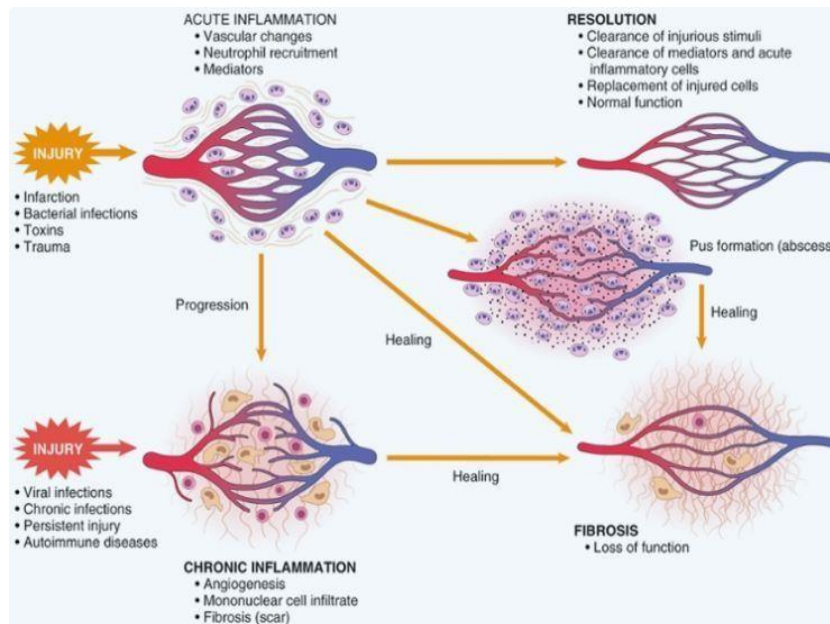 ACUTE INFLAMMATION
• Vascular changes
• Neutrophil recruitment
• Mediators
RESOLUTION
• Clearance of injurious stimuli
• Clearance of mediators and acute
inflammatory cells
• Replacement of injured cells
• Normal function
INJURY
• Infarction
• Bacterial infections
• Toxins
• Trauma
Pus formation (abscess
Progression
Healing
Healing
INJURY
• Viral infections
• Chronic infections
• Persistent injury
• Autoimmune diseases
Healing
CHRONIC INFLAMMATION
• Angiogenesis
• Mononuclear cell infiltrate
• Fibrosis (scar)
FIBROSIS
• Loss of function